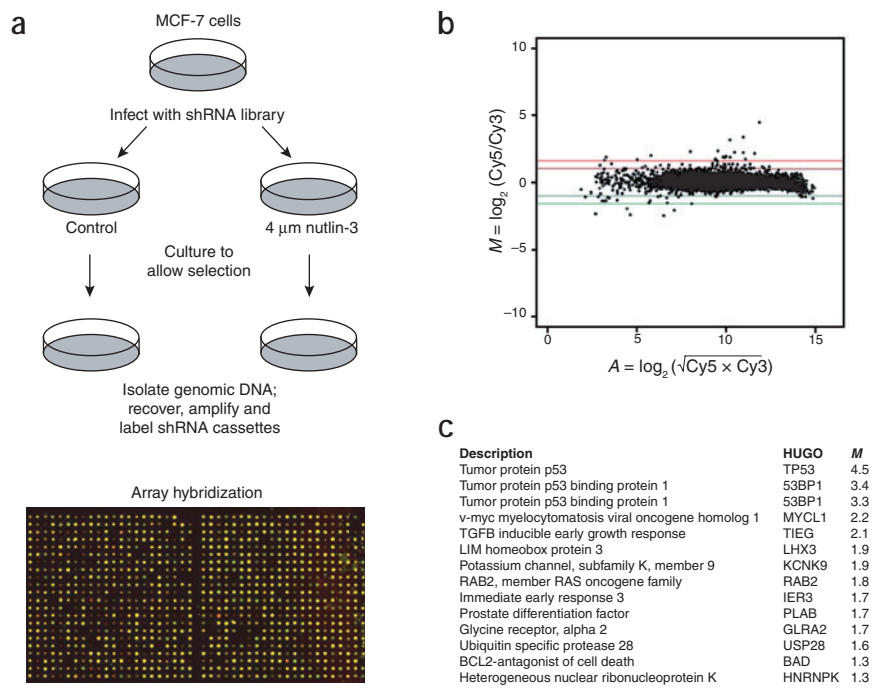 a
MCF-7 cells
Infect with shRNA library
Control
4 μm nutlin-3
Culture to
allow selection
Isolate genomic DNA;
recover, amplify and
label shRNA cassettes
Array hybridization
b
10
5
0
−5
−10
M = log2 (Cy5/Cy3)
0 5 10 15
A = log2 (√Cy5 × Cy3)
c
Description HUGO M
Tumor protein p53 TP53 4.5
Tumor protein p53 binding protein 1 53BP1 3.4
Tumor protein p53 binding protein 1 53BP1 3.3
v-myc myelocytomatosis viral oncogene homolog 1 MYCL1 2.2
TGFB inducible early growth response TIEG 2.1
LIM homeobox protein 3 LHX3 1.9
Potassium channel, subfamily K, member 9 KCNK9 1.9
RAB2, member RAS oncogene family RAB2 1.8
Immediate early response 3 IER3 1.7
Prostate differentiation factor PLAB 1.7
Glycine receptor, alpha 2 GLRA2 1.7
Ubiquitin specific protease 28 USP28 1.6
BCL2-antagonist of cell death BAD 1.3
Heterogeneous nuclear ribonucleoprotein K HNRNPK 1.3